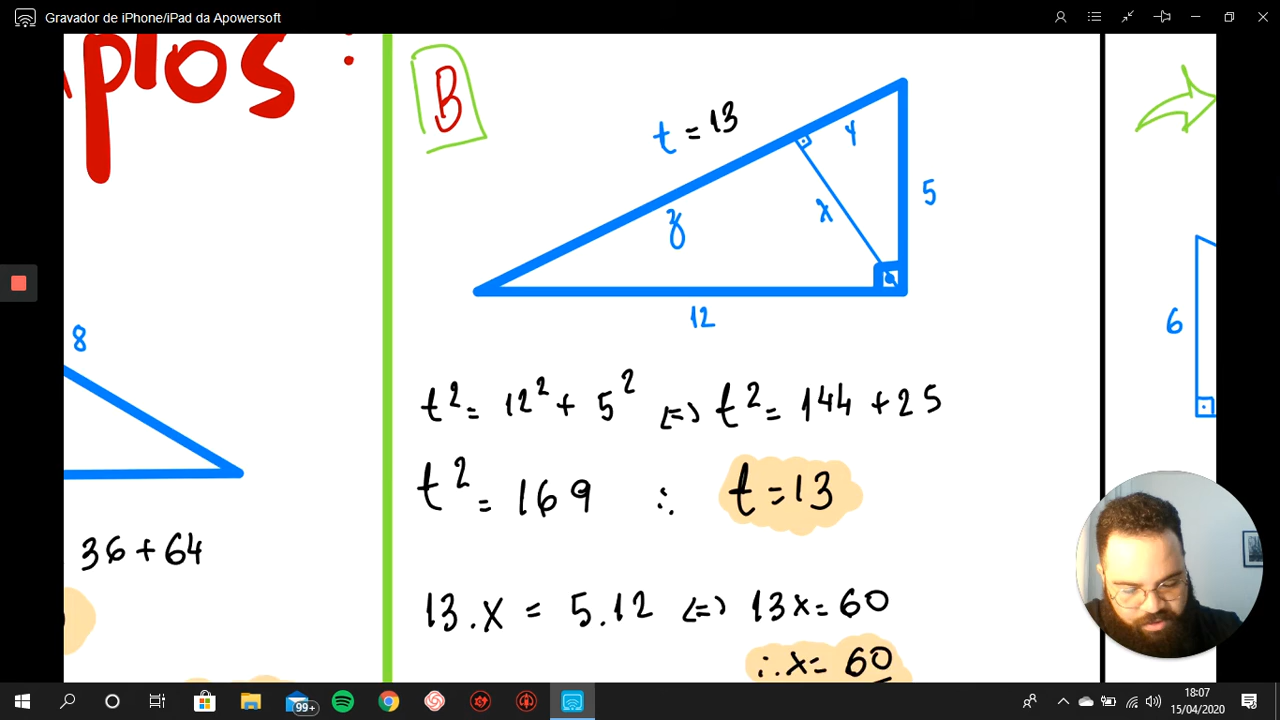 Gravador de iPhone/iPad da Apowersoft
plos :
B
t = 13
y
x
z
5
12
8
6
t² = 12² + 5² <=> t² = 144 + 25
t² = 169 ∴ t = 13
36 + 64
13.x = 5.12 <=> 13x = 60
∴ x = 60
99+
18:07
15/04/2020